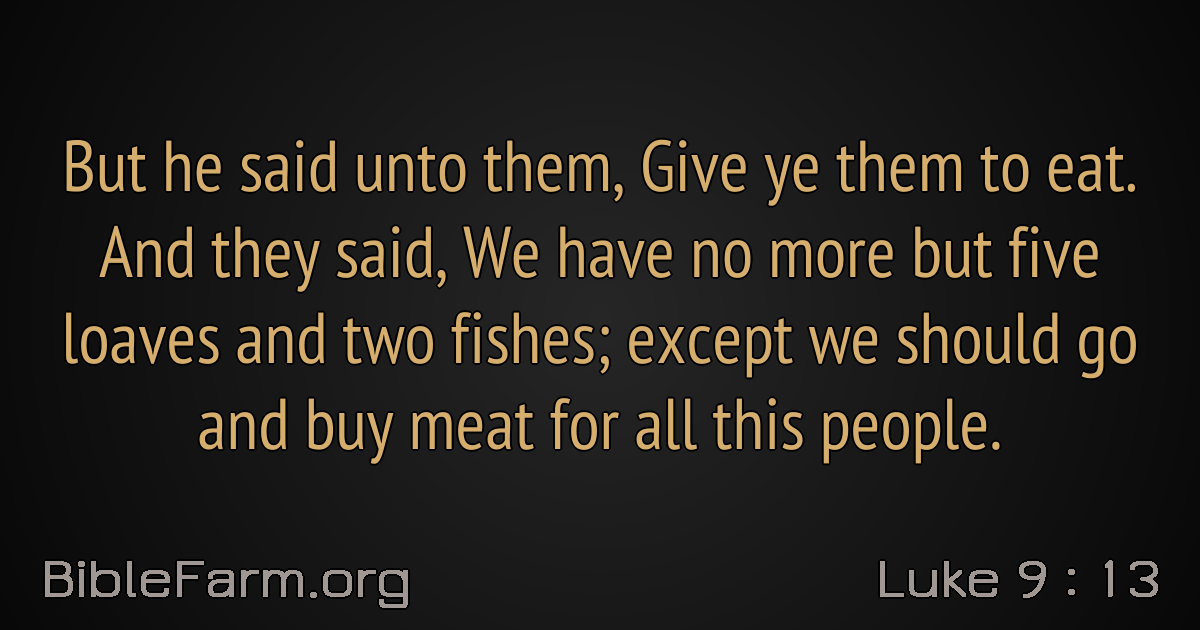 But he said unto them, Give ye them to eat.
And they said, We have no more but five
loaves and two fishes; except we should go
and buy meat for all this people.
BibleFarm.org
Luke 9 : 13